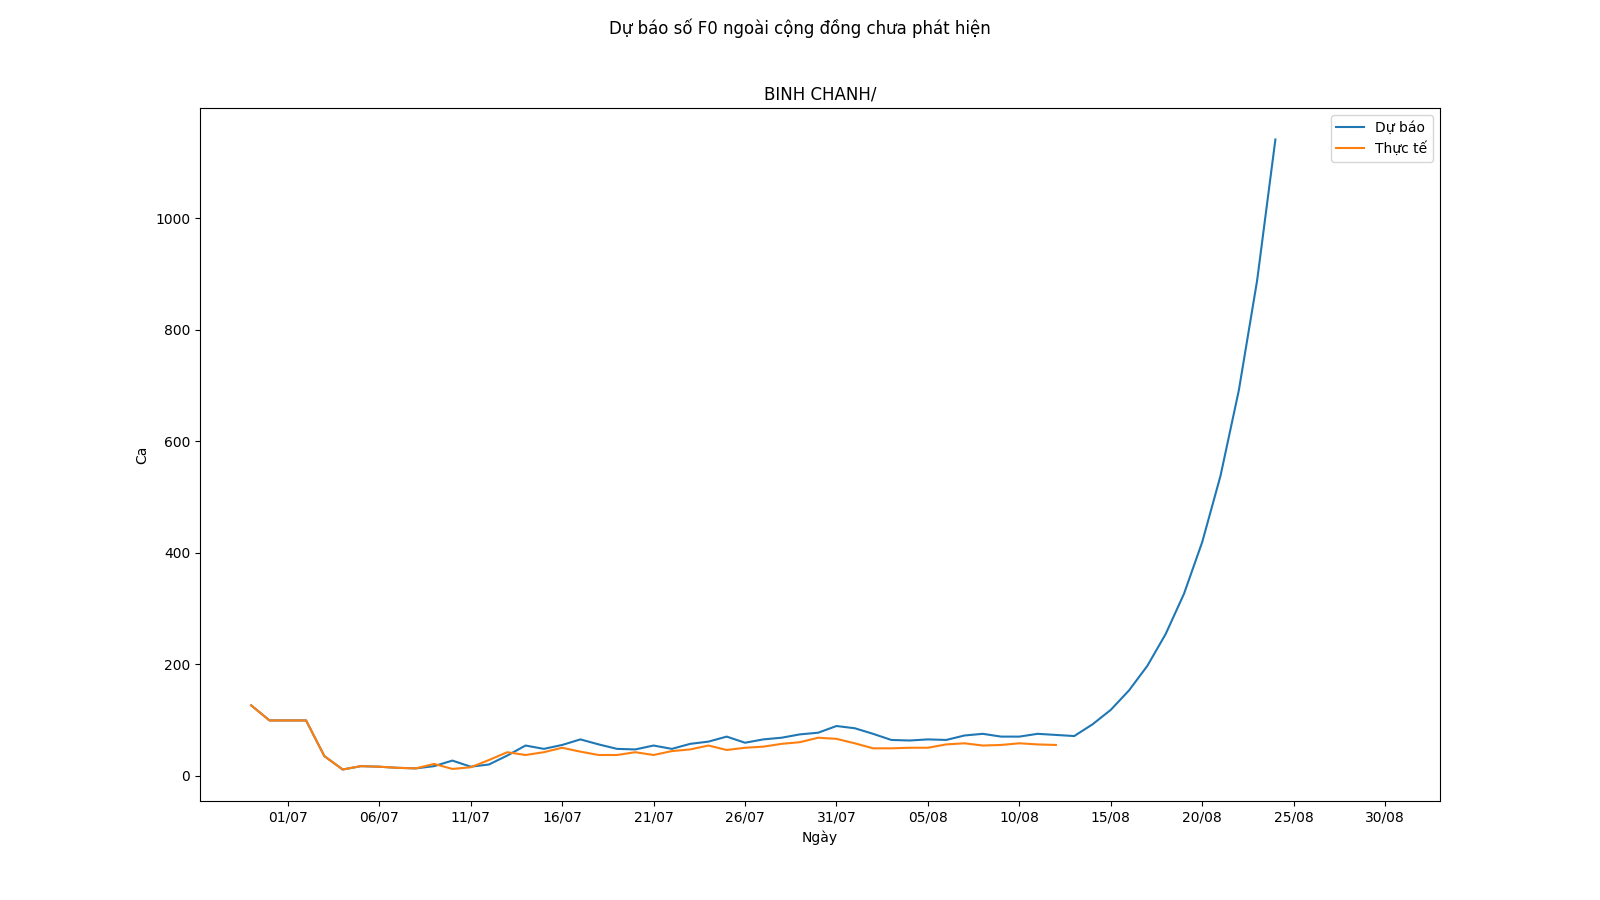 Dự báo số F0 ngoài cộng đồng chưa phát hiện
BINH CHANH/
Dự báo
Thực tế
1000
800
600
400
200
0
Ca
01/07 06/07 11/07 16/07 21/07 26/07 31/07 05/08 10/08 15/08 20/08 25/08 30/08
Ngày